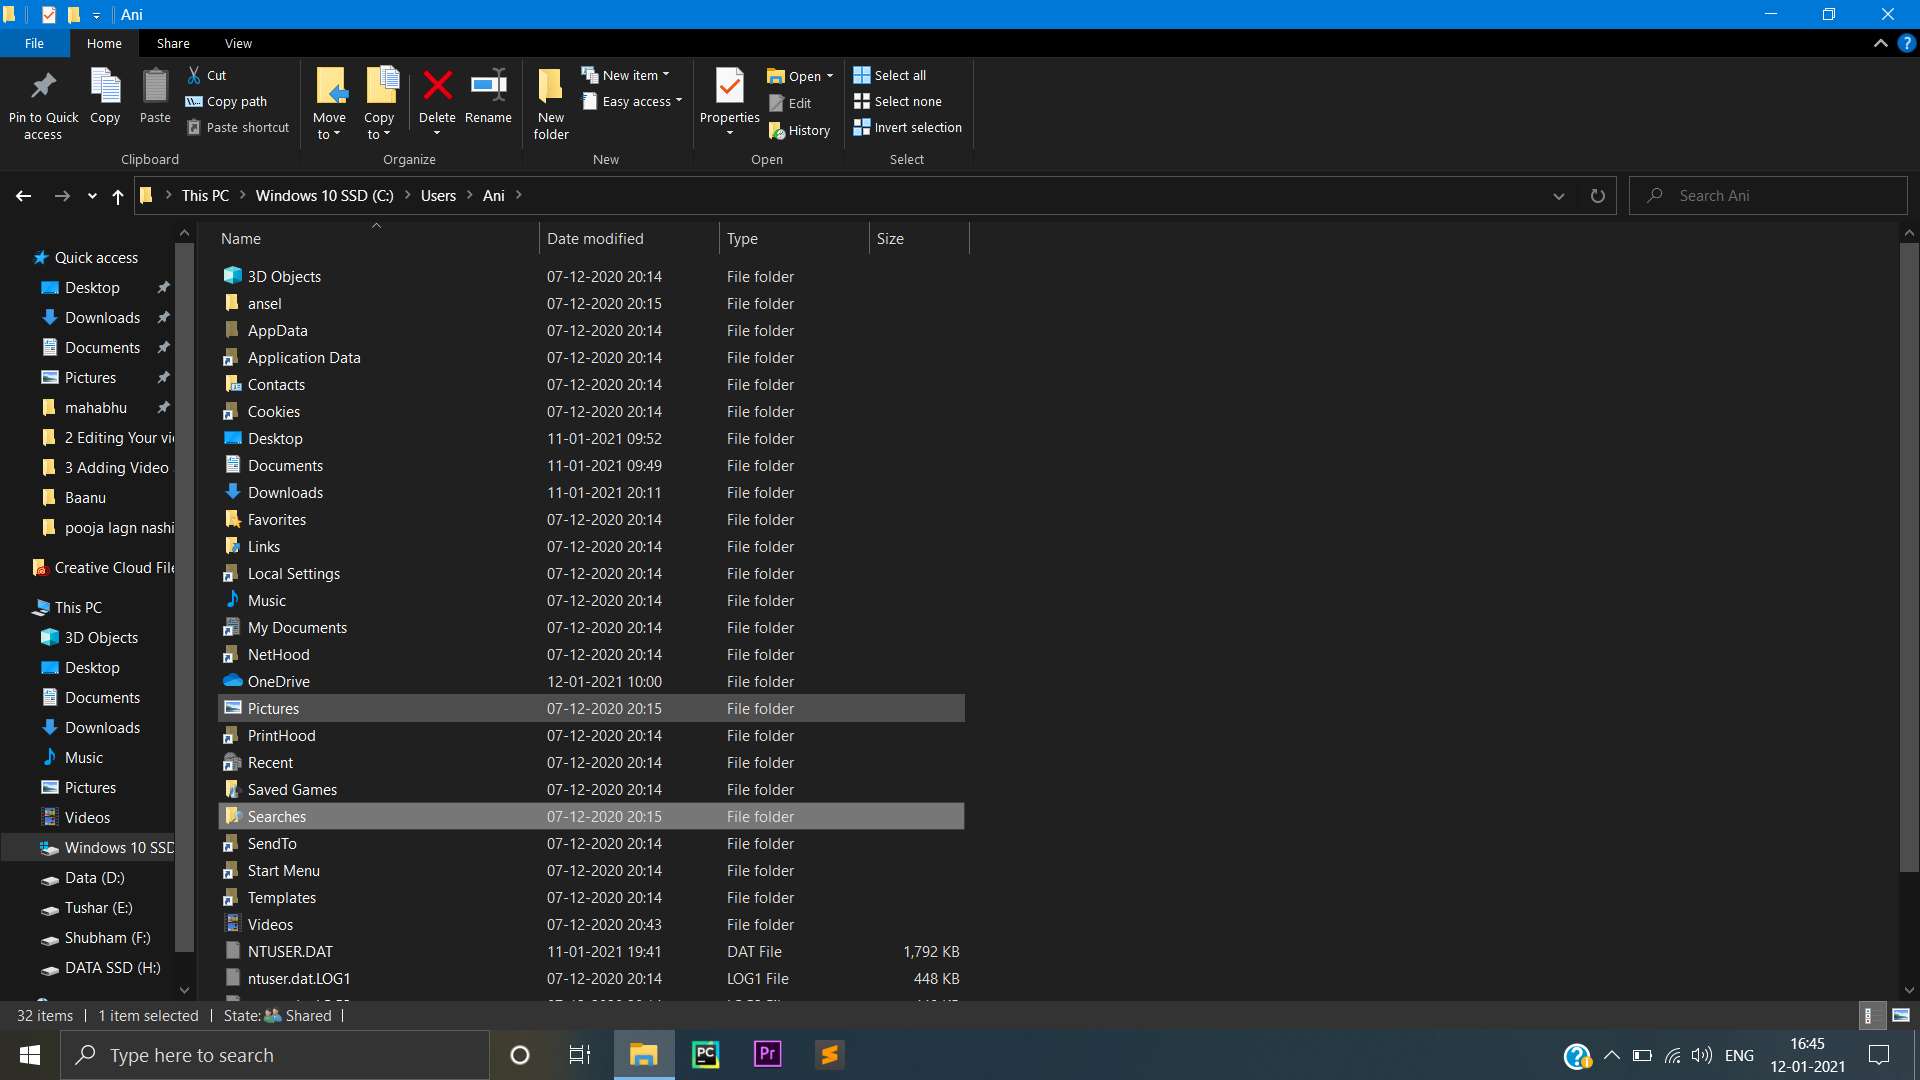 Ani
File Home Share View
Pin to Quick access
Copy
Paste
Cut
Copy path
Paste shortcut
Clipboard
Move to
Copy to
Delete
Rename
Organize
New folder
New item
Easy access
New
Properties
Open
Edit
History
Open
Select all
Select none
Invert selection
Select
This PC Windows 10 SSD (C:) Users Ani
Search Ani
Quick access
Desktop
Downloads
Documents
Pictures
mahabhu
2 Editing Your vi
3 Adding Video
Baanu
pooja lagn nashi
Creative Cloud File
This PC
3D Objects
Desktop
Documents
Downloads
Music
Pictures
Videos
Windows 10 SSD
Data (D:)
Tushar (E:)
Shubham (F:)
DATA SSD (H:)
Name Date modified Type Size
3D Objects 07-12-2020 20:14 File folder
ansel 07-12-2020 20:15 File folder
AppData 07-12-2020 20:14 File folder
Application Data 07-12-2020 20:14 File folder
Contacts 07-12-2020 20:14 File folder
Cookies 07-12-2020 20:14 File folder
Desktop 11-01-2021 09:52 File folder
Documents 11-01-2021 09:49 File folder
Downloads 11-01-2021 20:11 File folder
Favorites 07-12-2020 20:14 File folder
Links 07-12-2020 20:14 File folder
Local Settings 07-12-2020 20:14 File folder
Music 07-12-2020 20:14 File folder
My Documents 07-12-2020 20:14 File folder
NetHood 07-12-2020 20:14 File folder
OneDrive 12-01-2021 10:00 File folder
Pictures 07-12-2020 20:15 File folder
PrintHood 07-12-2020 20:14 File folder
Recent 07-12-2020 20:14 File folder
Saved Games 07-12-2020 20:14 File folder
Searches 07-12-2020 20:15 File folder
SendTo 07-12-2020 20:14 File folder
Start Menu 07-12-2020 20:14 File folder
Templates 07-12-2020 20:14 File folder
Videos 07-12-2020 20:43 File folder
NTUSER.DAT 11-01-2021 19:41 DAT File 1,792 KB
ntuser.dat.LOG1 07-12-2020 20:14 LOG1 File 448 KB
32 items 1 item selected State: Shared
Type here to search
PC
Pr
ENG
16:45
12-01-2021